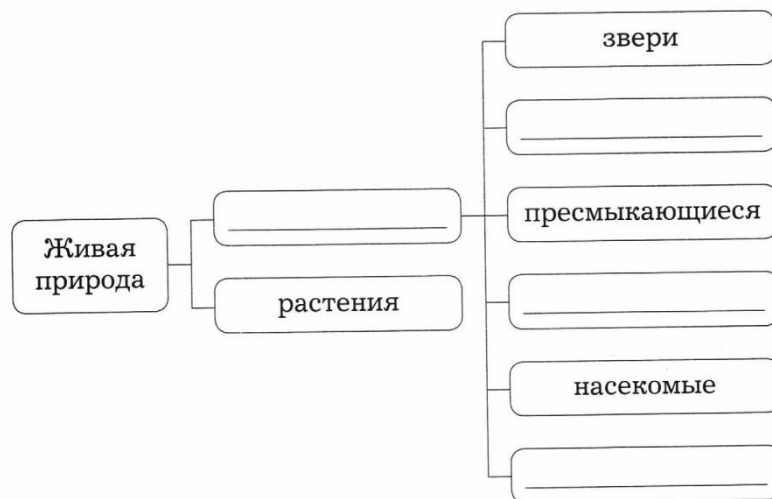 звери
пресмыкающиеся
Живая
природа
растения
насекомые